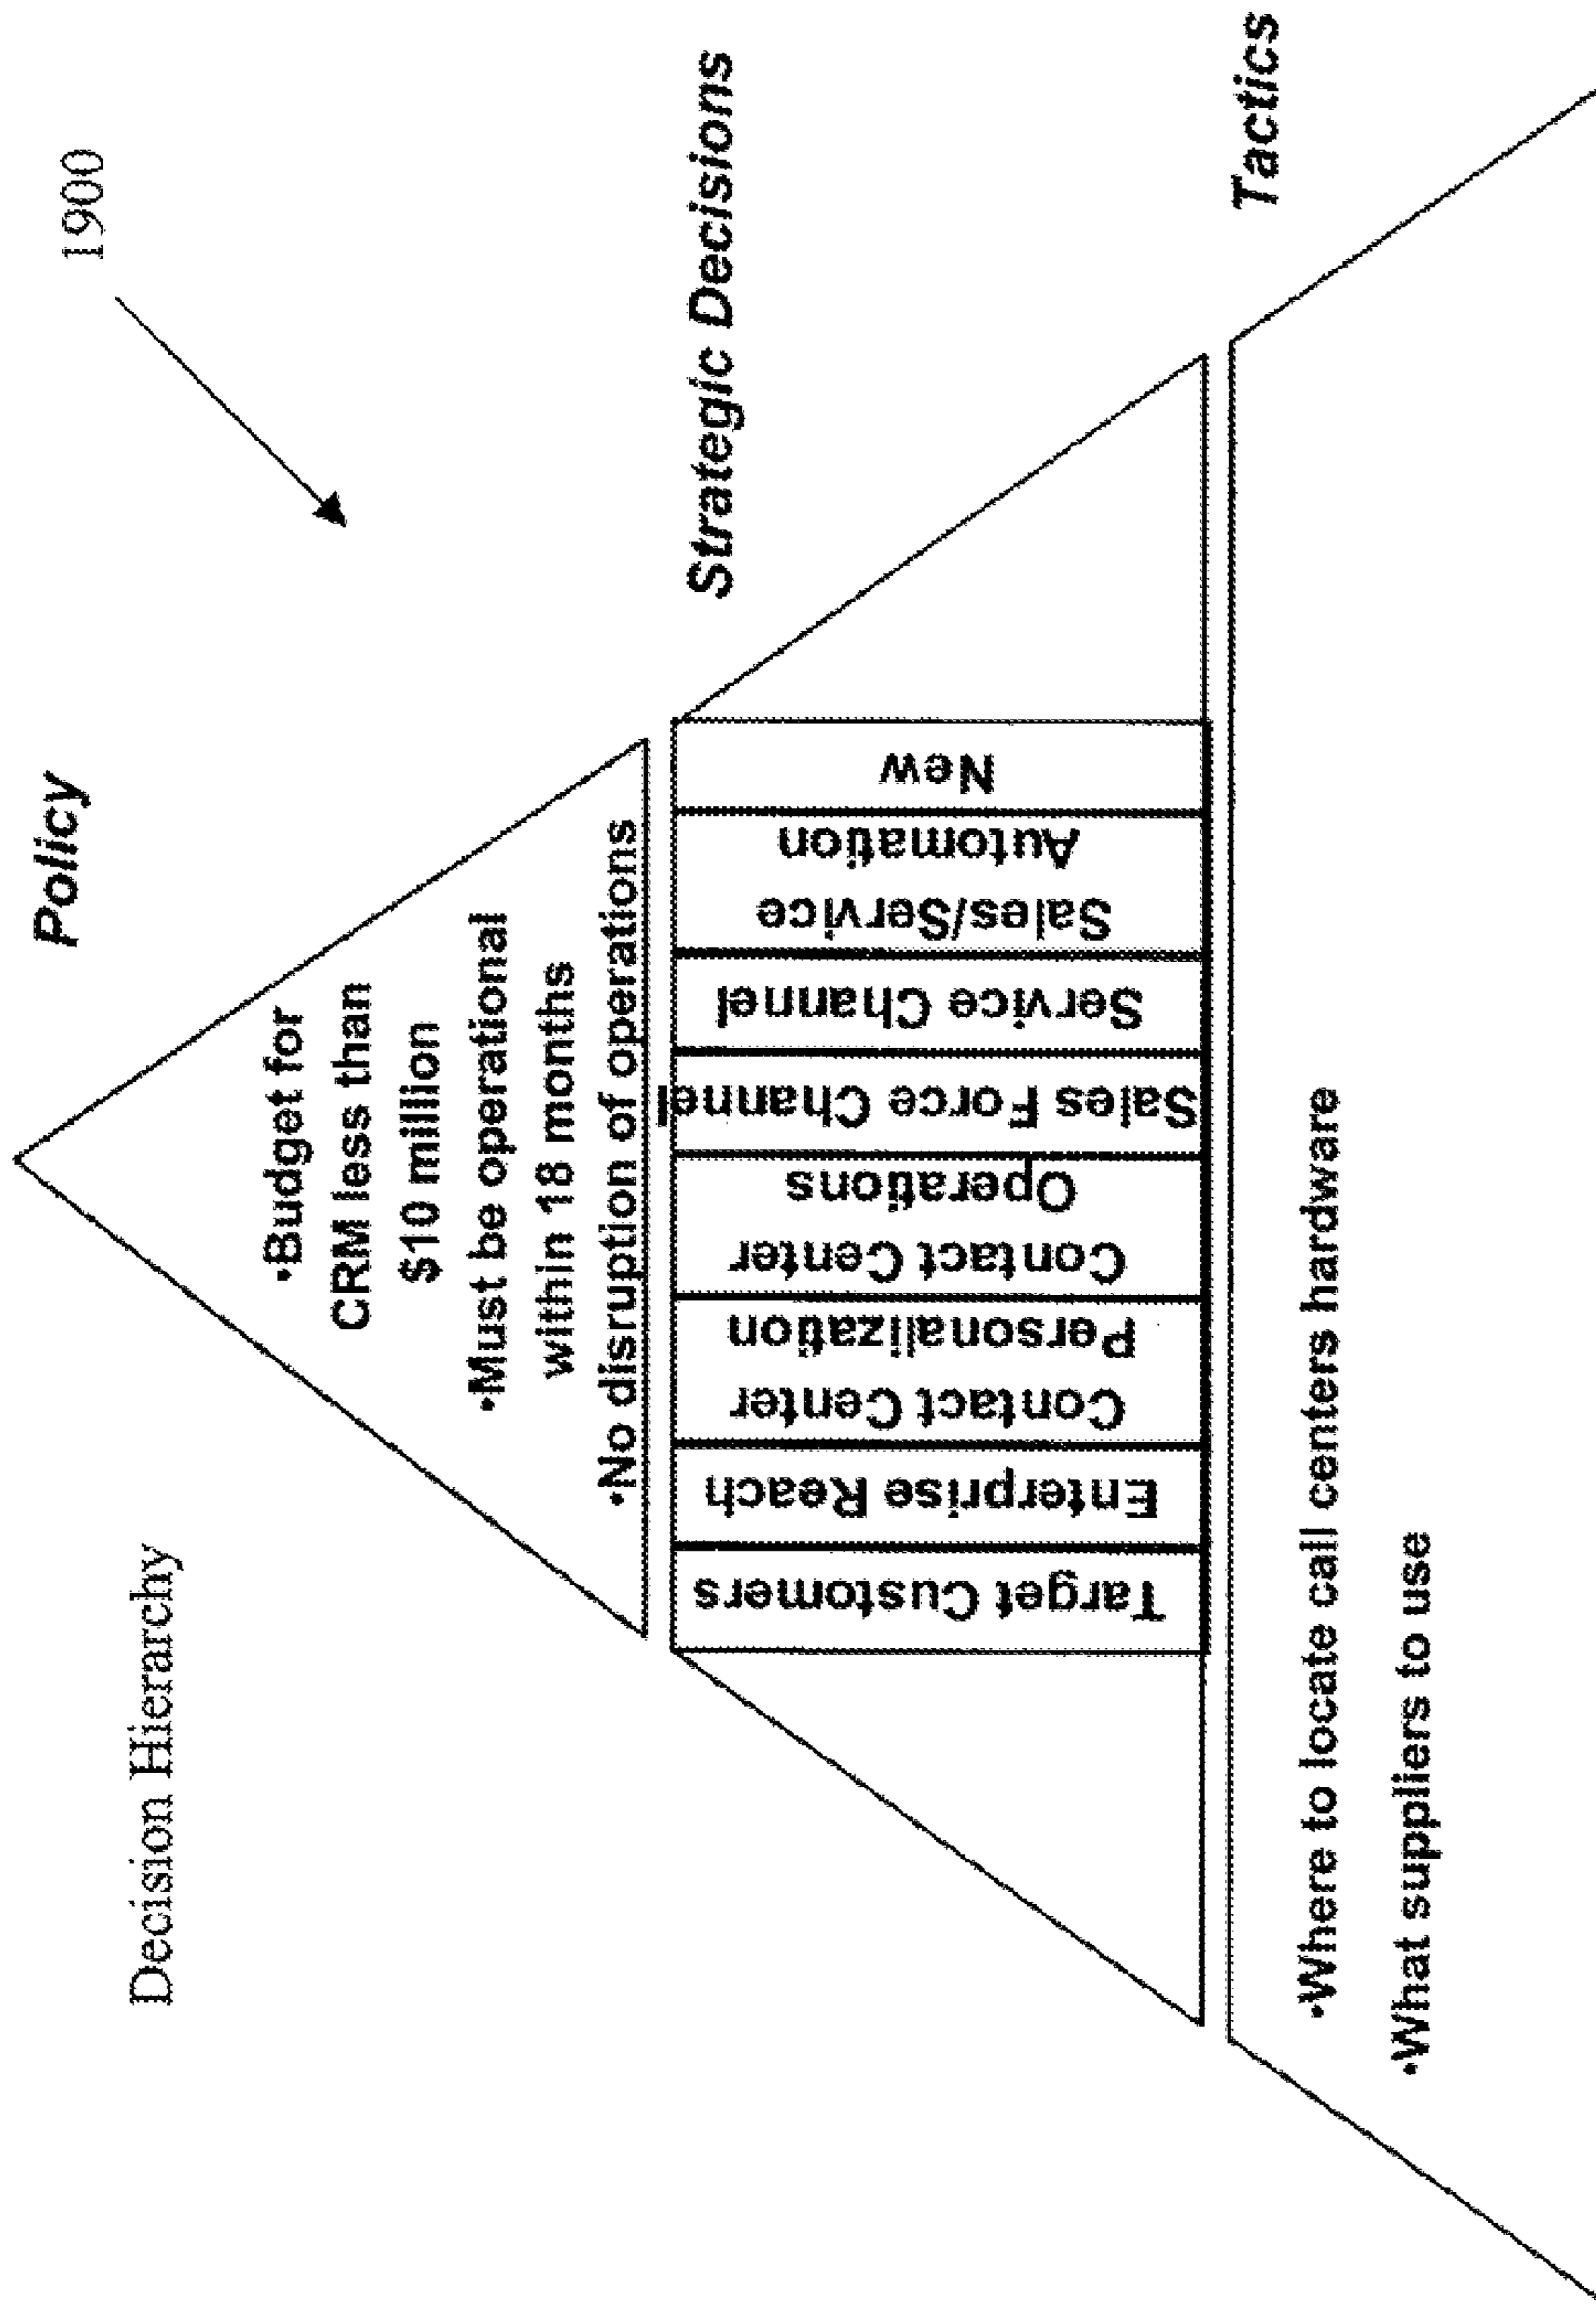 Decision Hierarchy
1900
Policy
•Budget for
CRM less than
$10 million
•Must be operational
within 18 months
•No disruption of operations
Strategic Decisions
Target Customers
Enterprise Reach
Contact Center
Personalization
Contact Center
Operations
Sales Force Channel
Service Channel
Sales/Service
Automation
New
Tactics
•Where to locate call centers hardware
•What suppliers to use